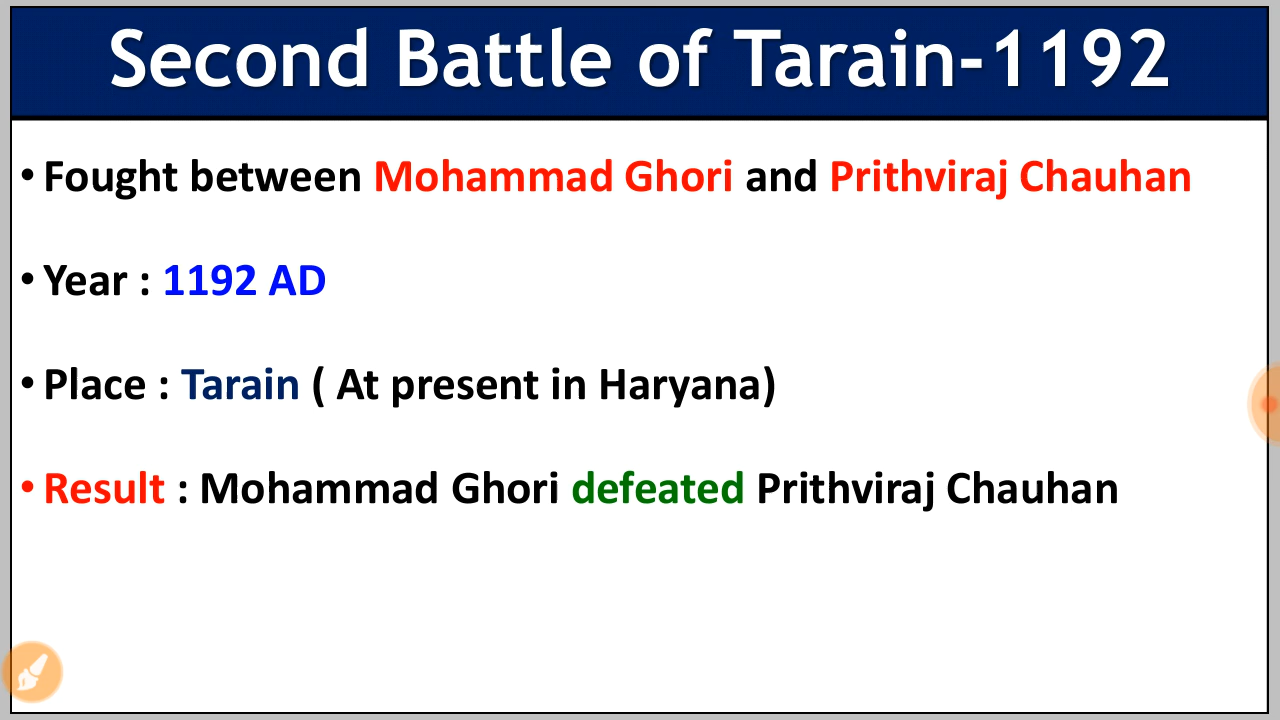 Second Battle of Tarain-1192
• Fought between Mohammad Ghori and Prithviraj Chauhan
• Year : 1192 AD
• Place : Tarain ( At present in Haryana)
• Result : Mohammad Ghori defeated Prithviraj Chauhan